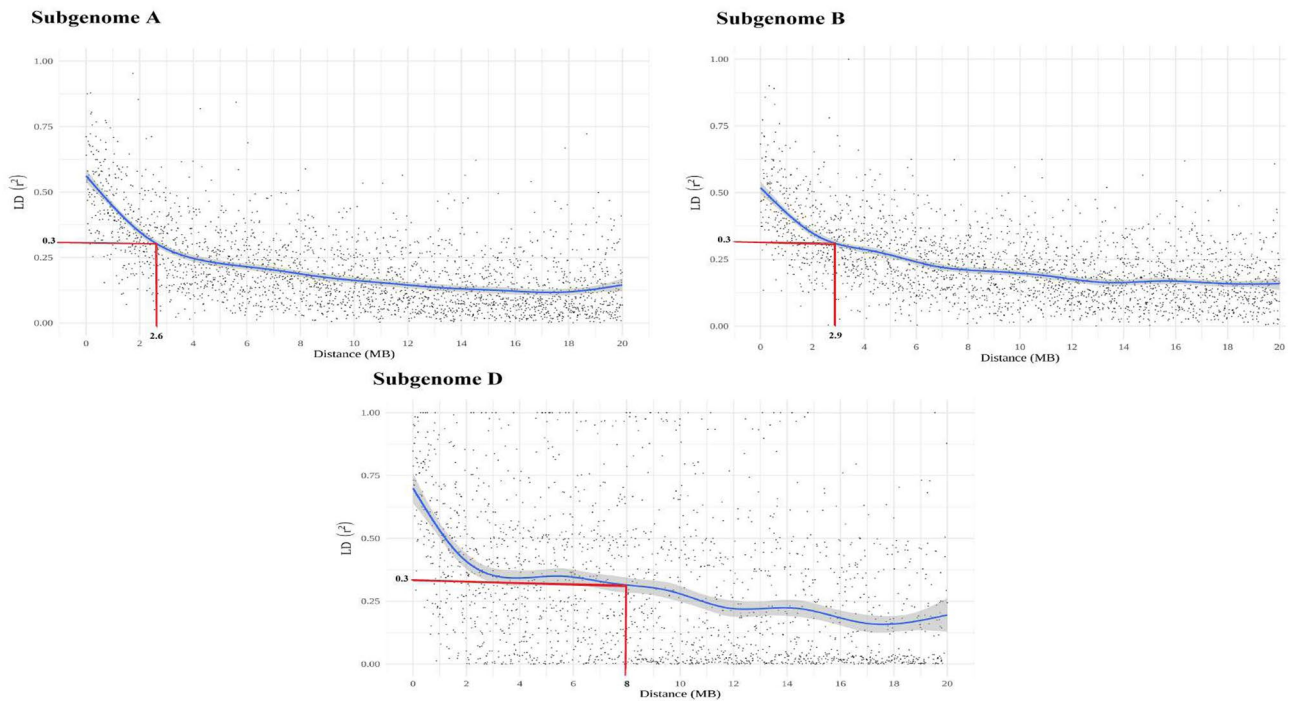 Subgenome A
1.00
0.75
0.50
0.3
0.25
0.00
LD (r²)
0 2 2.6 4 6 8 10 12 14 16 18 20
Distance (MB)
Subgenome B
1.00
0.75
0.50
0.3
0.25
0.00
LD (r²)
0 2 2.9 4 6 8 10 12 14 16 18 20
Distance (MB)
Subgenome D
1.00
0.75
0.50
0.3
0.25
0.00
LD (r²)
0 2 4 6 8 10 12 14 16 18 20
Distance (MB)